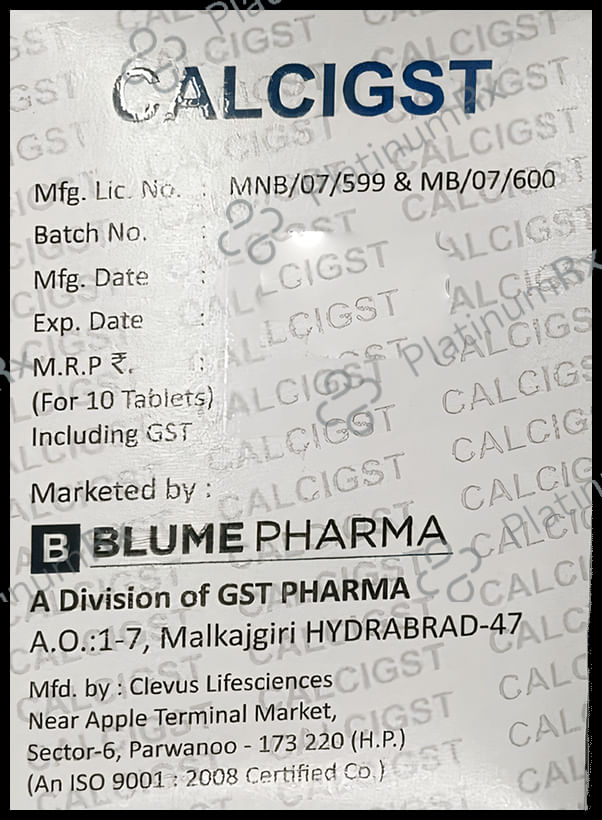 CALCIGST
Mfg. Lic. No. : MNB/07/599 & MB/07/600
Batch No. :
Mfg. Date :
Exp. Date :
M.R.P ₹. :
(For 10 Tablets)
Including GST
Marketed by :
B BLUME PHARMA
A Division of GST PHARMA
A.O.:1-7, Malkajgiri HYDRABRAD-47
Mfd. by : Clevus Lifesciences
Near Apple Terminal Market,
Sector-6, Parwanoo - 173 220 (H.P.)
(An ISO 9001 : 2008 Certified Co.)
PlatinumRx